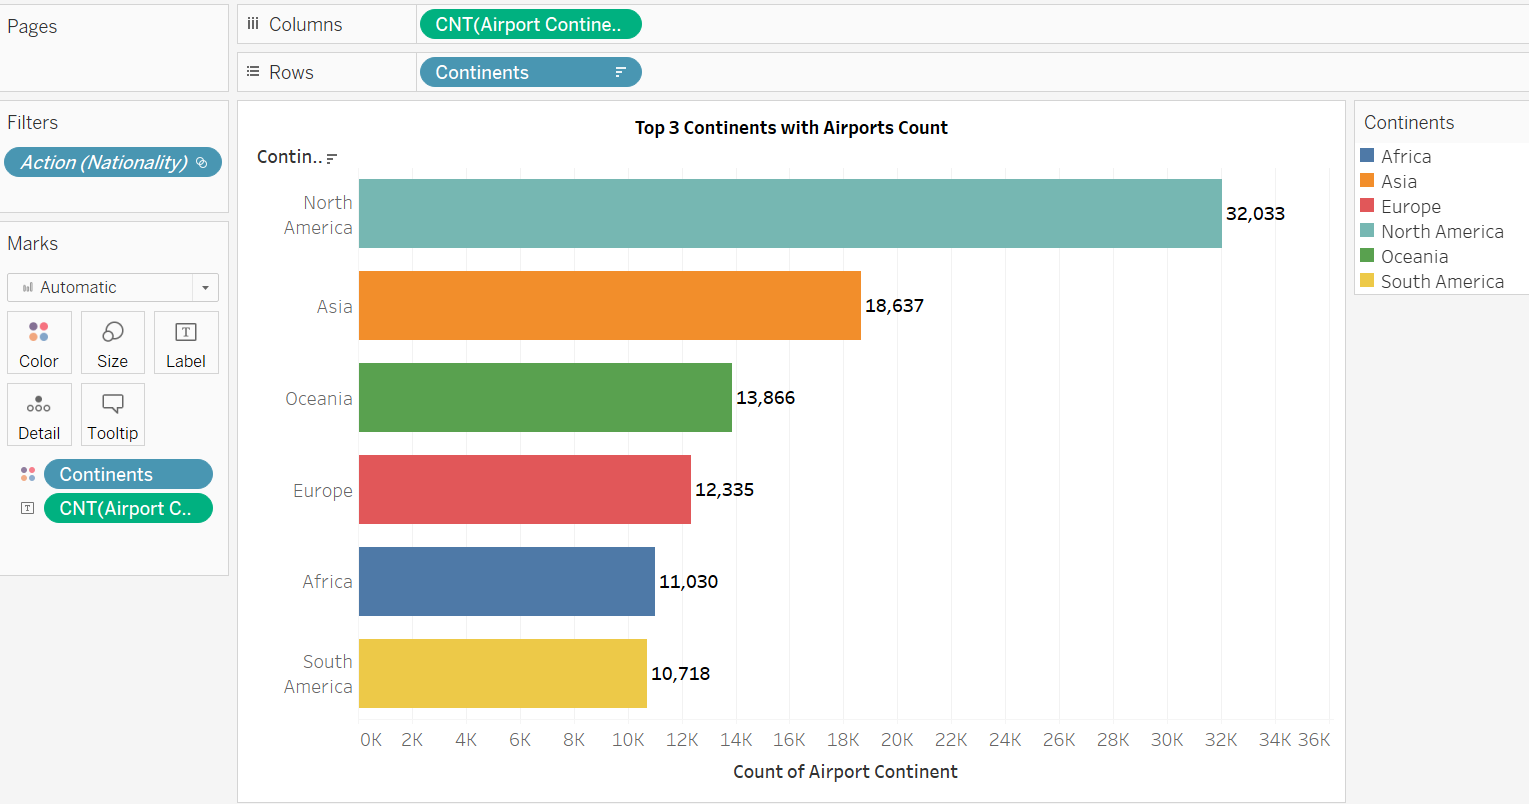 Pages
Columns
CNT(Airport Contine..
Rows
Continents
Filters
Action (Nationality)
Marks
Automatic
Color
Size
T
Label
Detail
Tooltip
Continents
T
CNT(Airport C..
Top 3 Continents with Airports Count
Contin..
North
America
32,033
Asia
18,637
Oceania
13,866
Europe
12,335
Africa
11,030
South
America
10,718
0K 2K 4K 6K 8K 10K 12K 14K 16K 18K 20K 22K 24K 26K 28K 30K 32K 34K 36K
Count of Airport Continent
Continents
Africa
Asia
Europe
North America
Oceania
South America